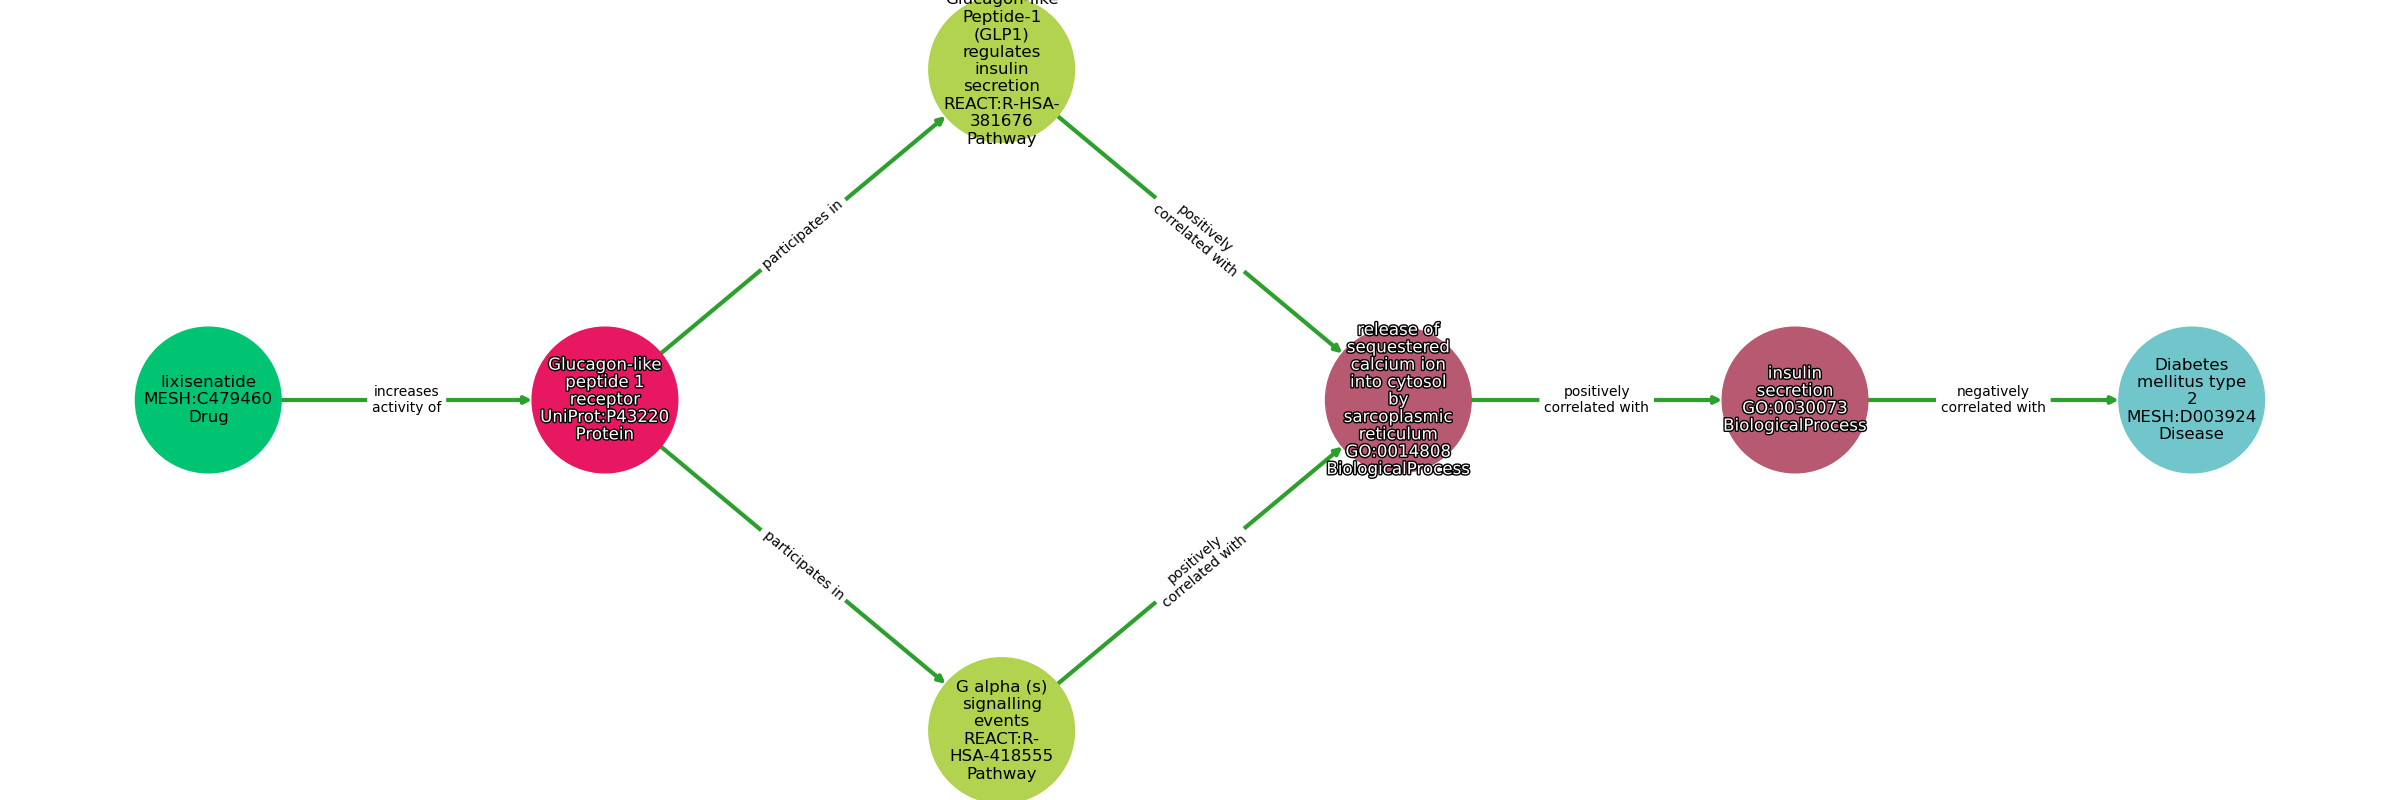 lixisenatide
MESH:C479460
Drug
increases
activity of
Glucagon-like
peptide 1
receptor
UniProt:P43220
Protein
participates in
participates in
Glucagon-like
Peptide-1
(GLP1)
regulates
insulin
secretion
REACT:R-HSA-
381676
Pathway
G alpha (s)
signalling
events
REACT:R-
HSA-418555
Pathway
positively
correlated with
positively
correlated with
release of
sequestered
calcium ion
into cytosol
by
sarcoplasmic
reticulum
GO:0014808
BiologicalProcess
positively
correlated with
insulin
secretion
GO:0030073
BiologicalProcess
negatively
correlated with
Diabetes
mellitus type
2
MESH:D003924
Disease